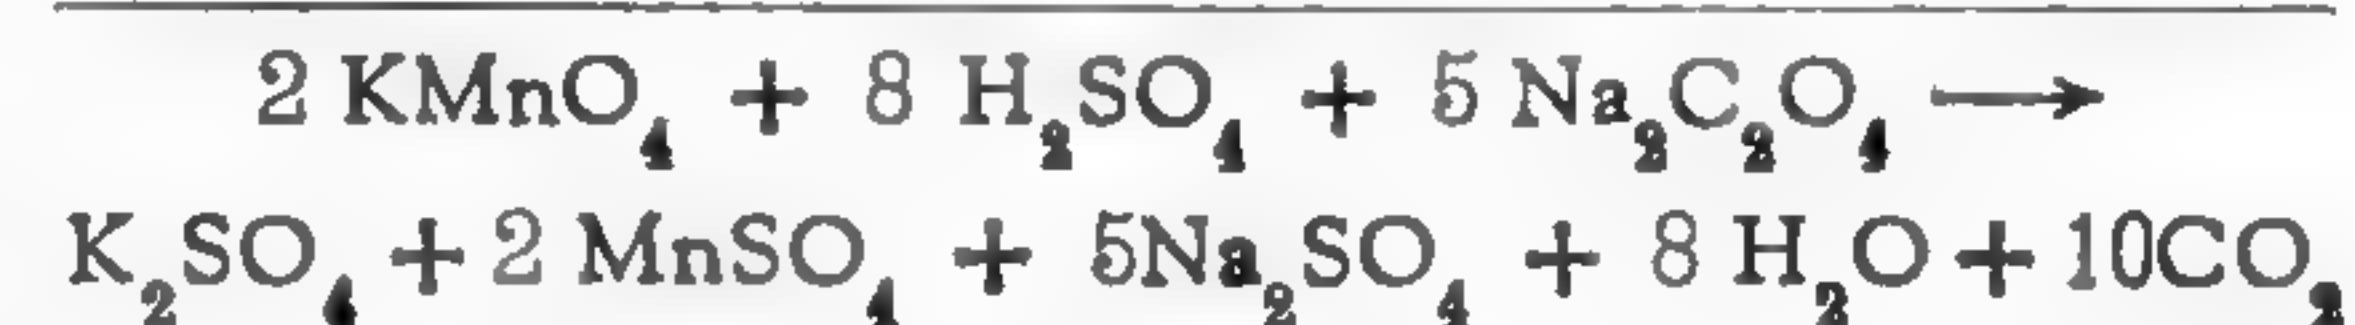 2 KMnO₄ + 8 H₂SO₄ + 5 Na₂C₂O₄ ⟶
K₂SO₄ + 2 MnSO₄ + 5Na₂SO₄ + 8 H₂O + 10CO₂